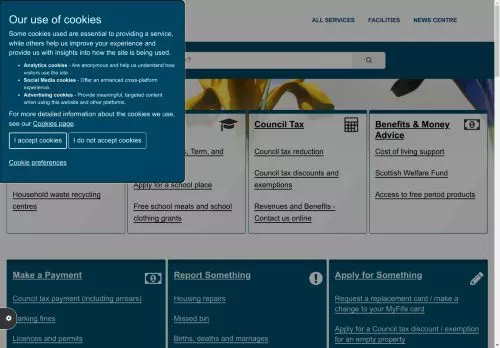 Our use of cookies
Some cookies used are essential to providing a service,
while others help us improve your experience and
provide us with insights into how the site is being used.
Analytics cookies - Are anonymous and help us understand how
visitors use the site.
Social Media cookies - Offer an enhanced cross-platform
experience.
Advertising cookies - Provide meaningful, targeted content
when using this website and other platforms.
For more detailed information about the cookies we use,
see our Cookies page.
I accept cookies
I do not accept cookies
Cookie preferences
ALL SERVICES
FACILITIES
NEWS CENTRE
Household waste recycling
centres
Term, and
Apply for a school place
Free school meals and school
clothing grants
Council Tax
Council tax reduction
Council tax discounts and
exemptions
Revenues and Benefits -
Contact us online
Benefits & Money
Advice
Cost of living support
Scottish Welfare Fund
Access to free period products
Make a Payment
Council tax payment (including arrears)
Parking fines
Licences and permits
Report Something
Housing repairs
Missed bin
Births, deaths and marriages
Apply for Something
Request a replacement card / make a
change to your MyFife card
Apply for a Council tax discount / exemption
for an empty property